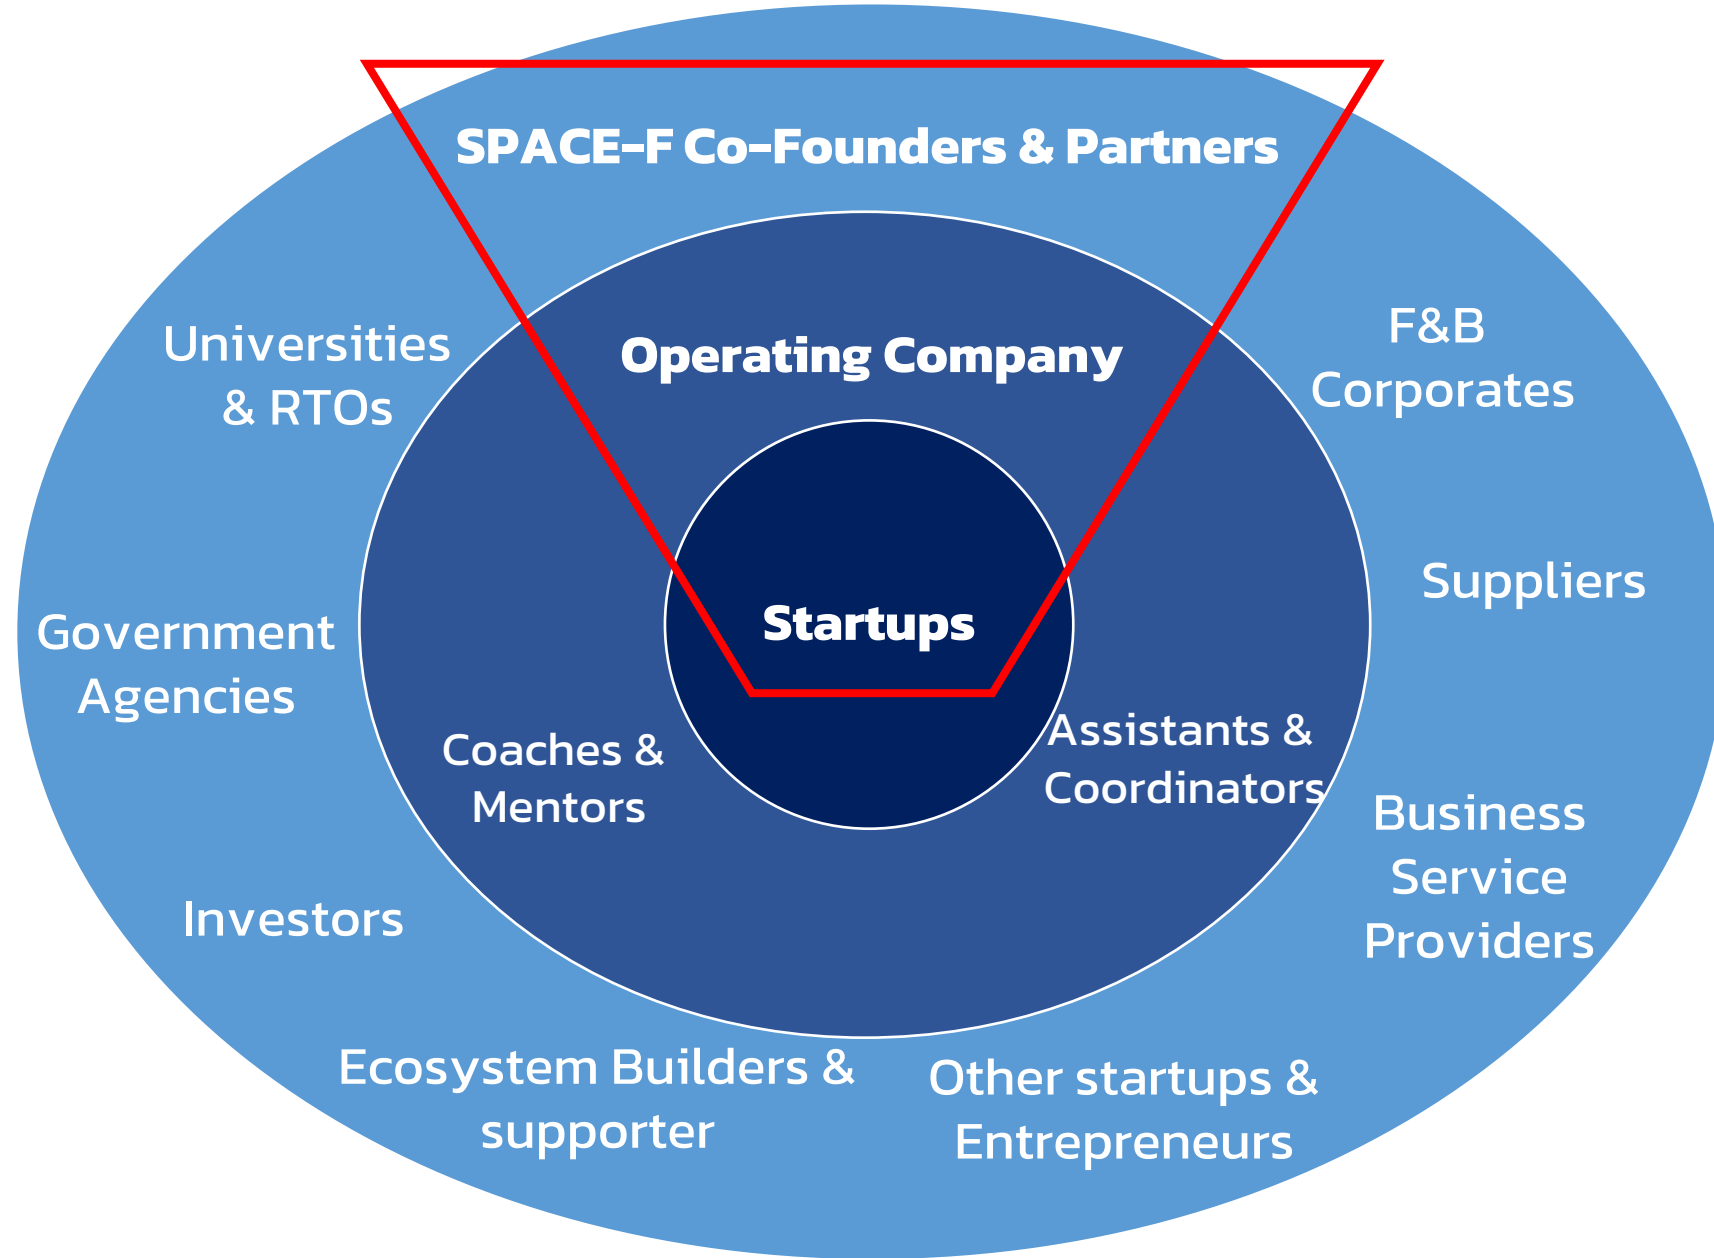 SPACE-F Co-Founders & Partners
Universities
& RTOs
F&B
Corporates
Operating Company
Suppliers
Startups
Government
Agencies
Coaches &
Mentors
Assistants &
Coordinators
Business
Service
Providers
Investors
Ecosystem Builders &
supporter
Other startups &
Entrepreneurs